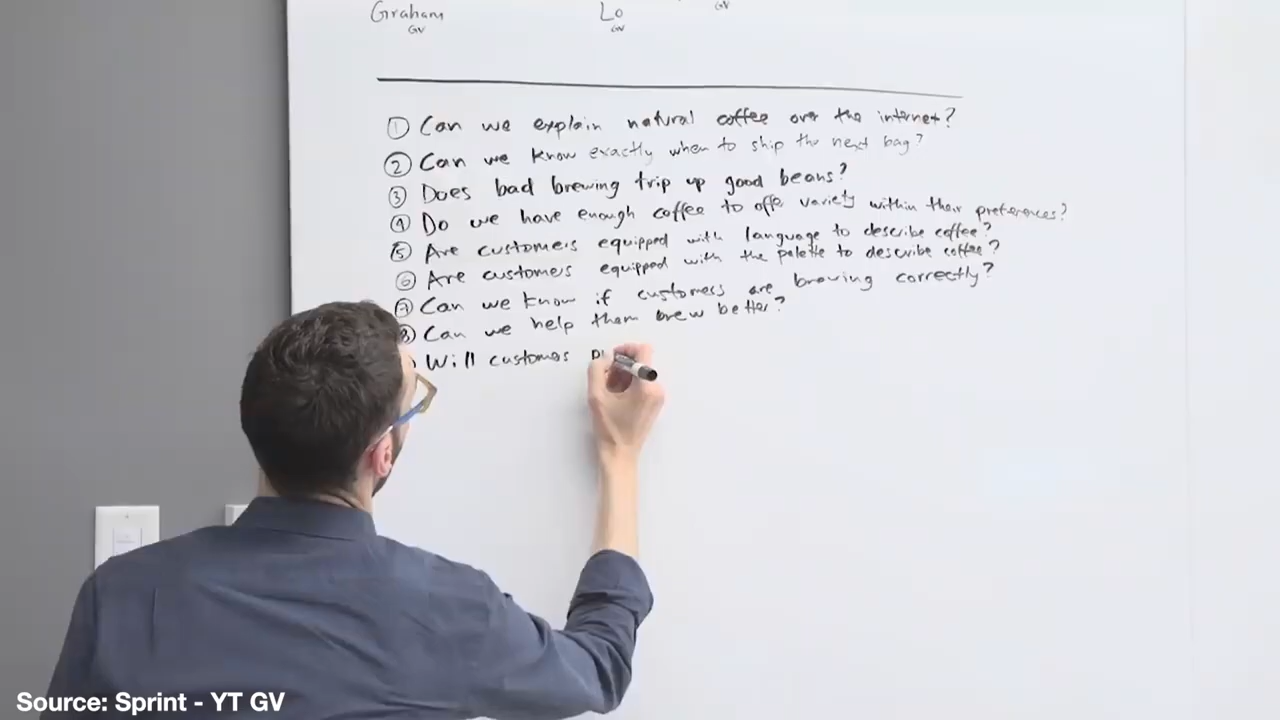 Graham
GV
Lo
GV
GV
① Can we explain natural coffee over the internet?
② Can we know exactly when to ship the next bag?
③ Does bad brewing trip up good beans?
④ Do we have enough coffee to offer variety within their preferences?
⑤ Are customers equipped with language to describe coffee?
⑥ Are customers equipped with the palette to describe coffee?
⑦ Can we know if customers are brewing correctly?
⑧ Can we help them brew better?
Will customers
Source: Sprint - YT GV